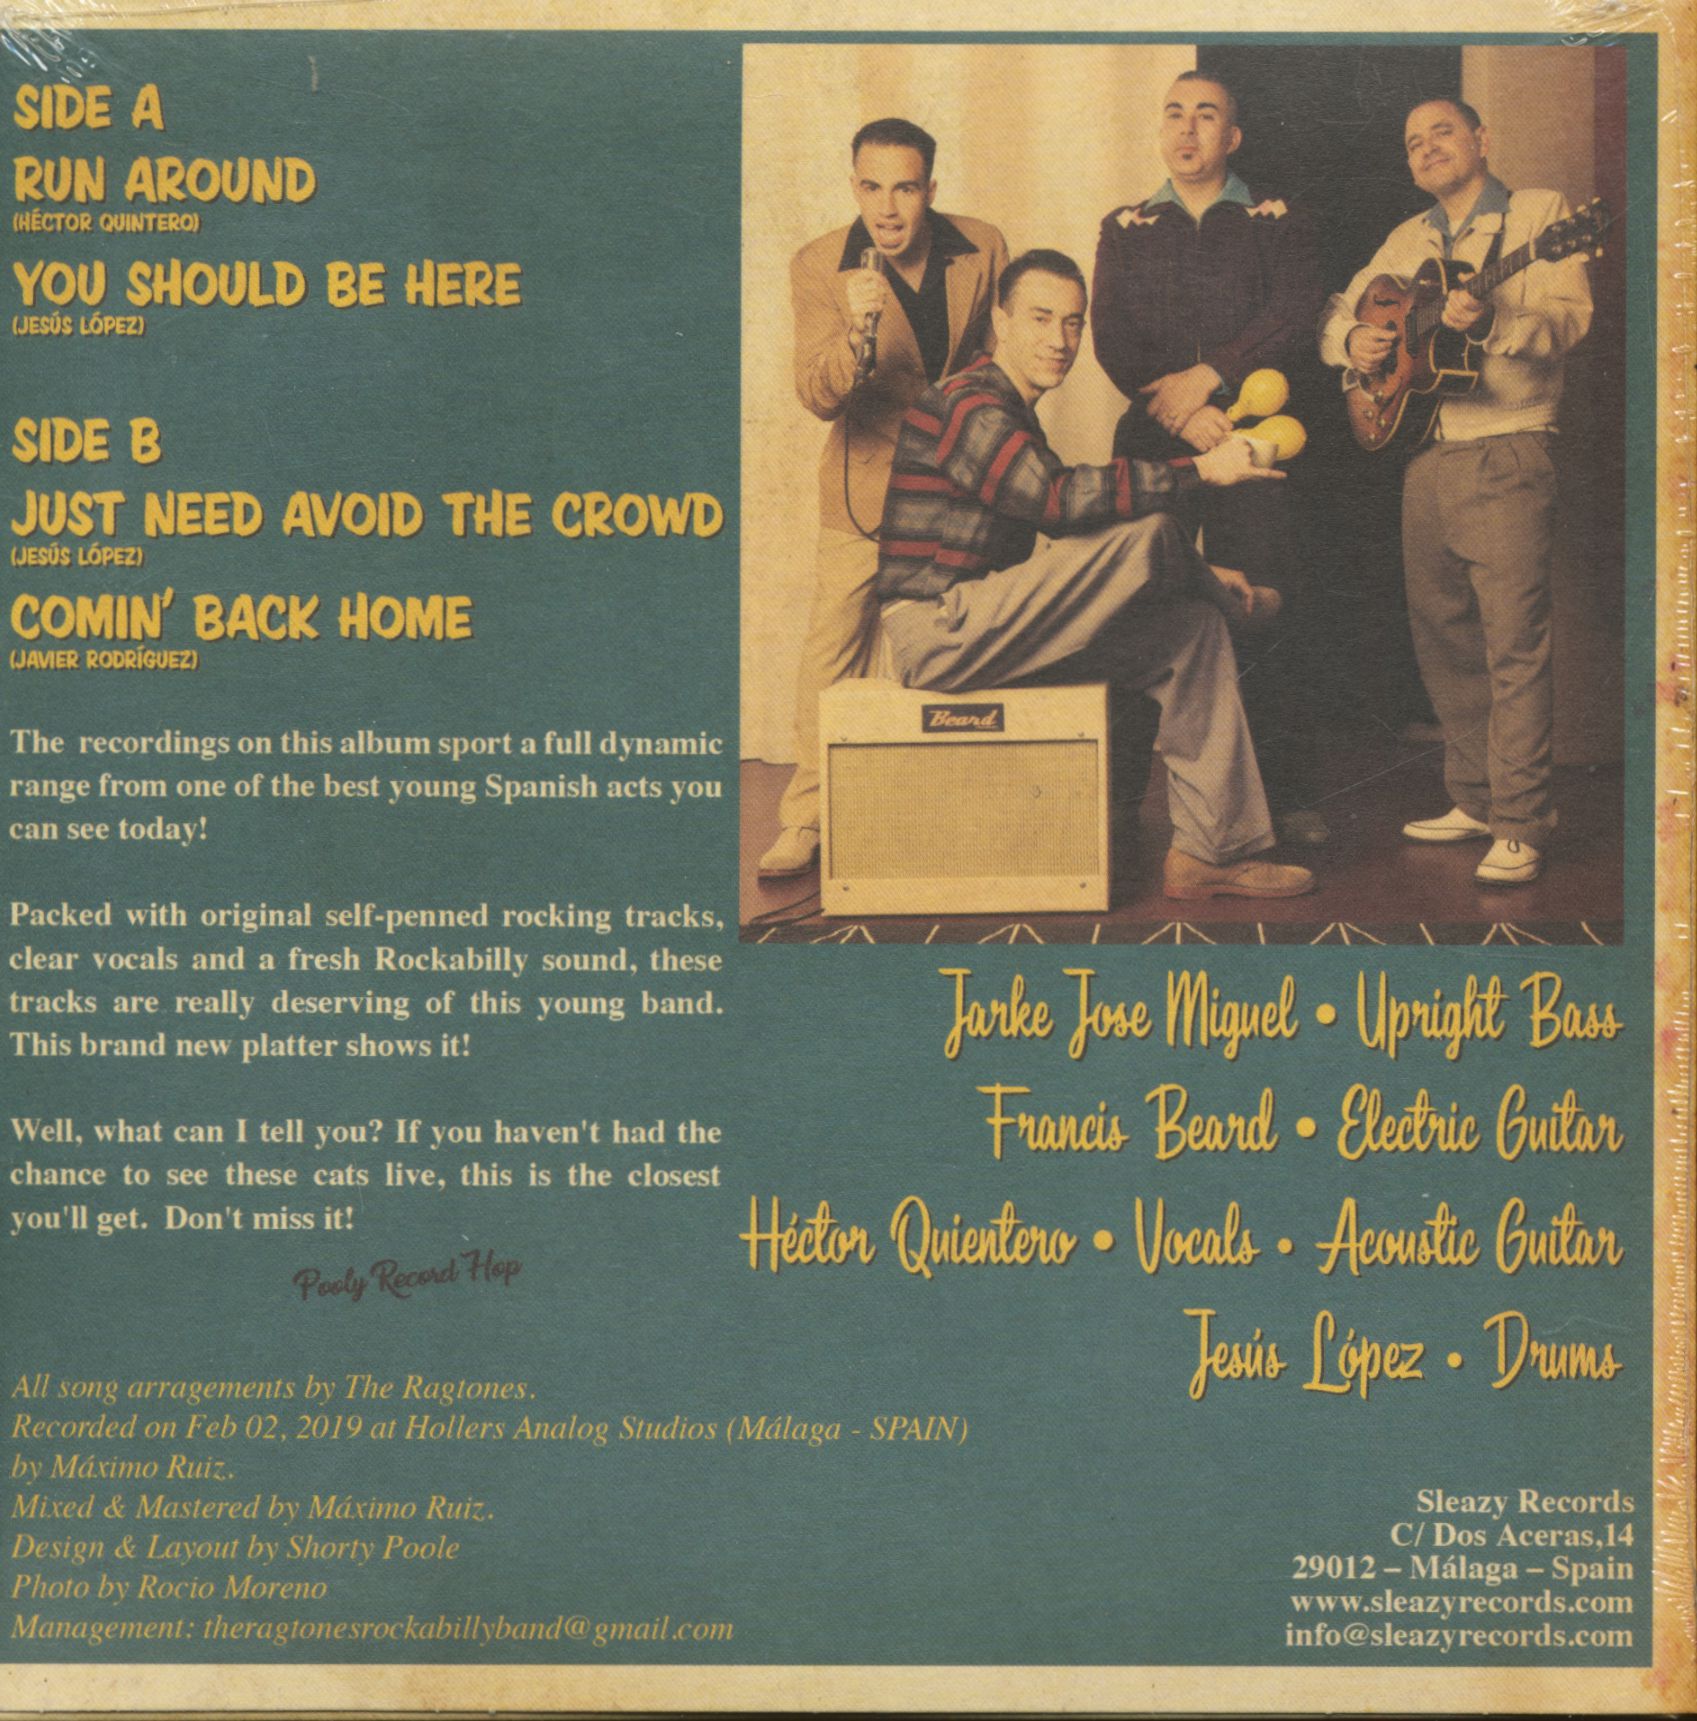 SIDE A
RUN AROUND
(HÉCTOR QUINTERO)
YOU SHOULD BE HERE
(JESÚS LÓPEZ)
SIDE B
JUST NEED AVOID THE CROWD
(JESÚS LÓPEZ)
COMIN' BACK HOME
(JAVIER RODRÍGUEZ)
The recordings on this album sport a full dynamic
range from one of the best young Spanish acts you
can see today!
Packed with original self-penned rocking tracks,
clear vocals and a fresh Rockabilly sound, these
tracks are really deserving of this young band.
This brand new platter shows it!
Well, what can I tell you? If you haven't had the
chance to see these cats live, this is the closest
you'll get. Don't miss it!
Pooly Record Hop
Beard
Jarke Jose Miguel • Upright Bass
Francis Beard • Electric Guitar
Héctor Quientero • Vocals • Acoustic Guitar
Jesús López • Drums
All song arragements by The Ragtones.
Recorded on Feb 02, 2019 at Hollers Analog Studios (Málaga - SPAIN)
by Máximo Ruiz.
Mixed & Mastered by Máximo Ruiz.
Design & Layout by Shorty Poole
Photo by Rocio Moreno
Management: theragtonesrockabillyband@gmail.com
Sleazy Records
C/ Dos Aceras,14
29012 – Málaga – Spain
www.sleazyrecords.com
info@sleazyrecords.com